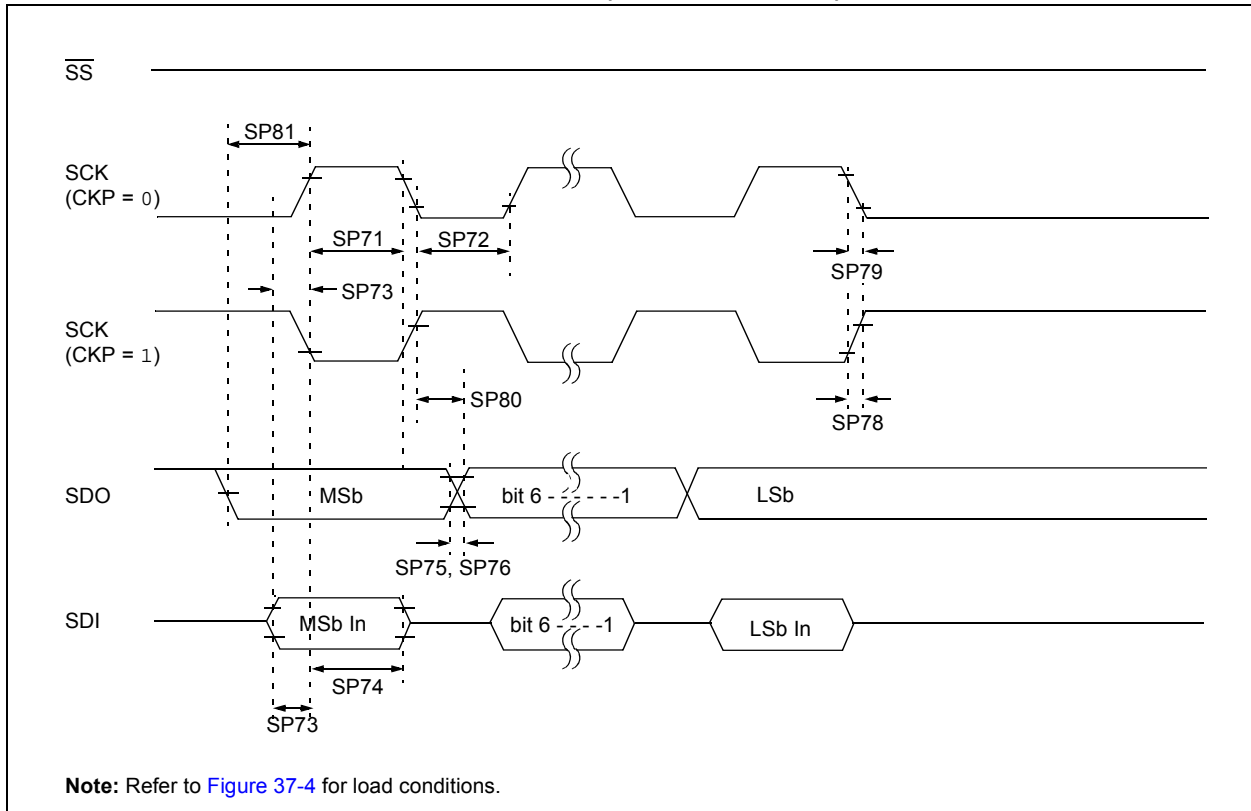 SS
SP81
SCK
(CKP = 0)
SP71
SP72
SP79
SP73
SCK
(CKP = 1)
SP80
SP78
SDO
MSb
bit 6 - - - - - -1
LSb
SP75, SP76
SDI
MSb In
bit 6 - - - -1
LSb In
SP74
SP73
Note: Refer to Figure 37-4 for load conditions.